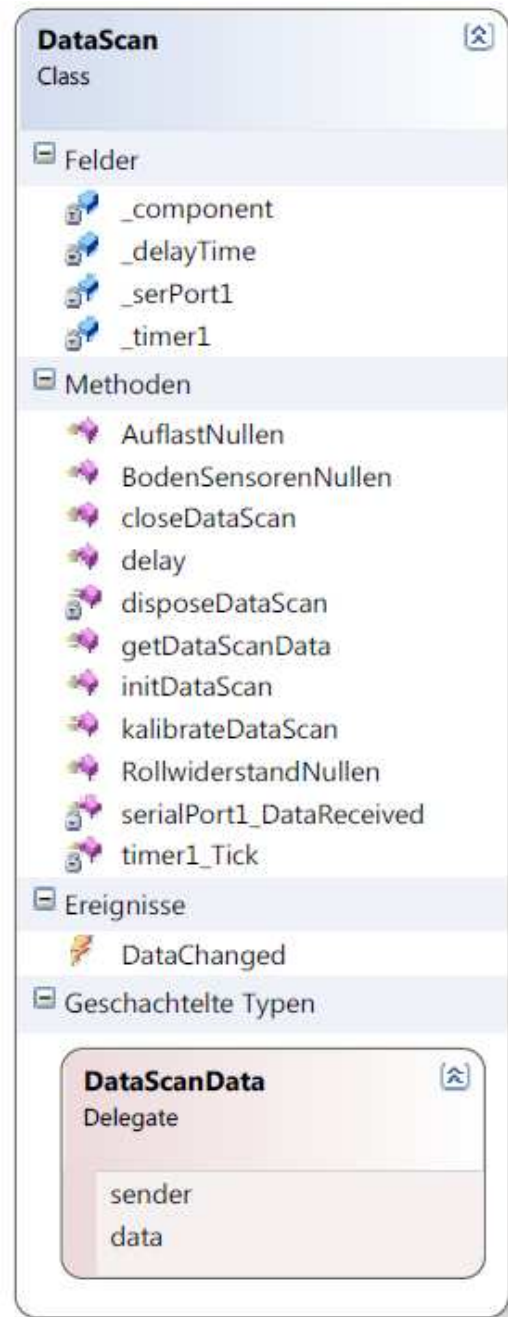 DataScan
Class
Felder
_component
_delayTime
_serPort1
_timer1
Methoden
AuflastNullen
BodenSensorenNullen
closeDataScan
delay
disposeDataScan
getDataScanData
initDataScan
kalibrateDataScan
RollwiderstandNullen
serialPort1_DataReceived
timer1_Tick
Ereignisse
DataChanged
Geschachtelte Typen
DataScanData
Delegate
sender
data